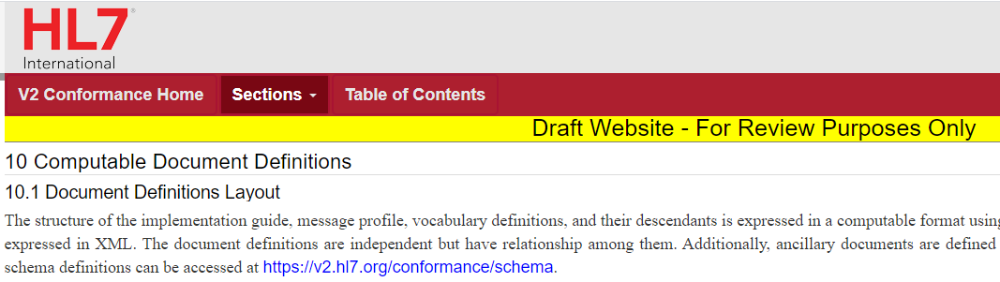 HL7®
International
V2 Conformance Home Sections Table of Contents
Draft Website - For Review Purposes Only
10 Computable Document Definitions
10.1 Document Definitions Layout
The structure of the implementation guide, message profile, vocabulary definitions, and their descendants is expressed in a computable format using
expressed in XML. The document definitions are independent but have relationship among them. Additionally, ancillary documents are defined
schema definitions can be accessed at https://v2.hl7.org/conformance/schema.